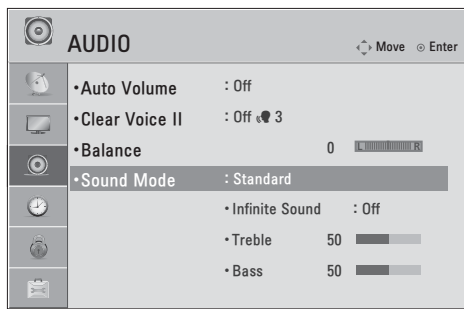 AUDIO Move Enter
•Auto Volume : Off
•Clear Voice II : Off 3
•Balance 0 L R
•Sound Mode : Standard
•Infinite Sound : Off
•Treble 50
•Bass 50